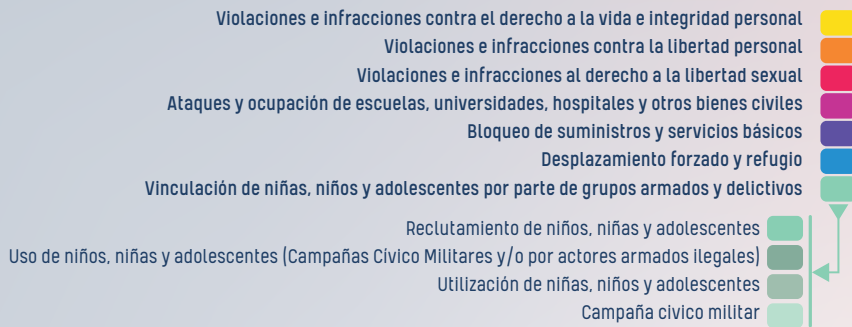 Violaciones e infracciones contra el derecho a la vida e integridad personal
Violaciones e infracciones contra la libertad personal
Violaciones e infracciones al derecho a la libertad sexual
Ataques y ocupación de escuelas, universidades, hospitales y otros bienes civiles
Bloqueo de suministros y servicios básicos
Desplazamiento forzado y refugio
Vinculación de niñas, niños y adolescentes por parte de grupos armados y delictivos
Reclutamiento de niños, niñas y adolescentes
Uso de niños, niñas y adolescentes (Campañas Cívico Militares y/o por actores armados ilegales)
Utilización de niñas, niños y adolescentes
Campaña civico militar